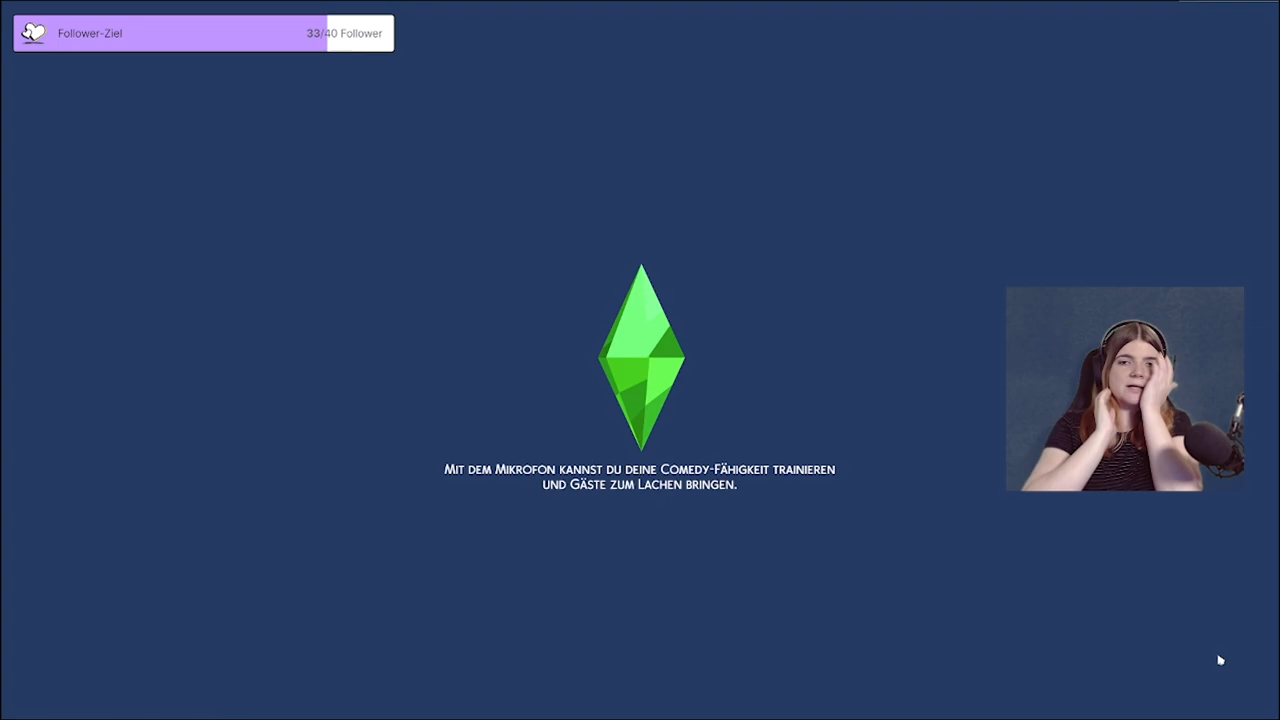 Follower-Ziel 33/40 Follower
Mit dem Mikrofon kannst du deine Comedy-Fähigkeit trainieren
und Gäste zum Lachen bringen.